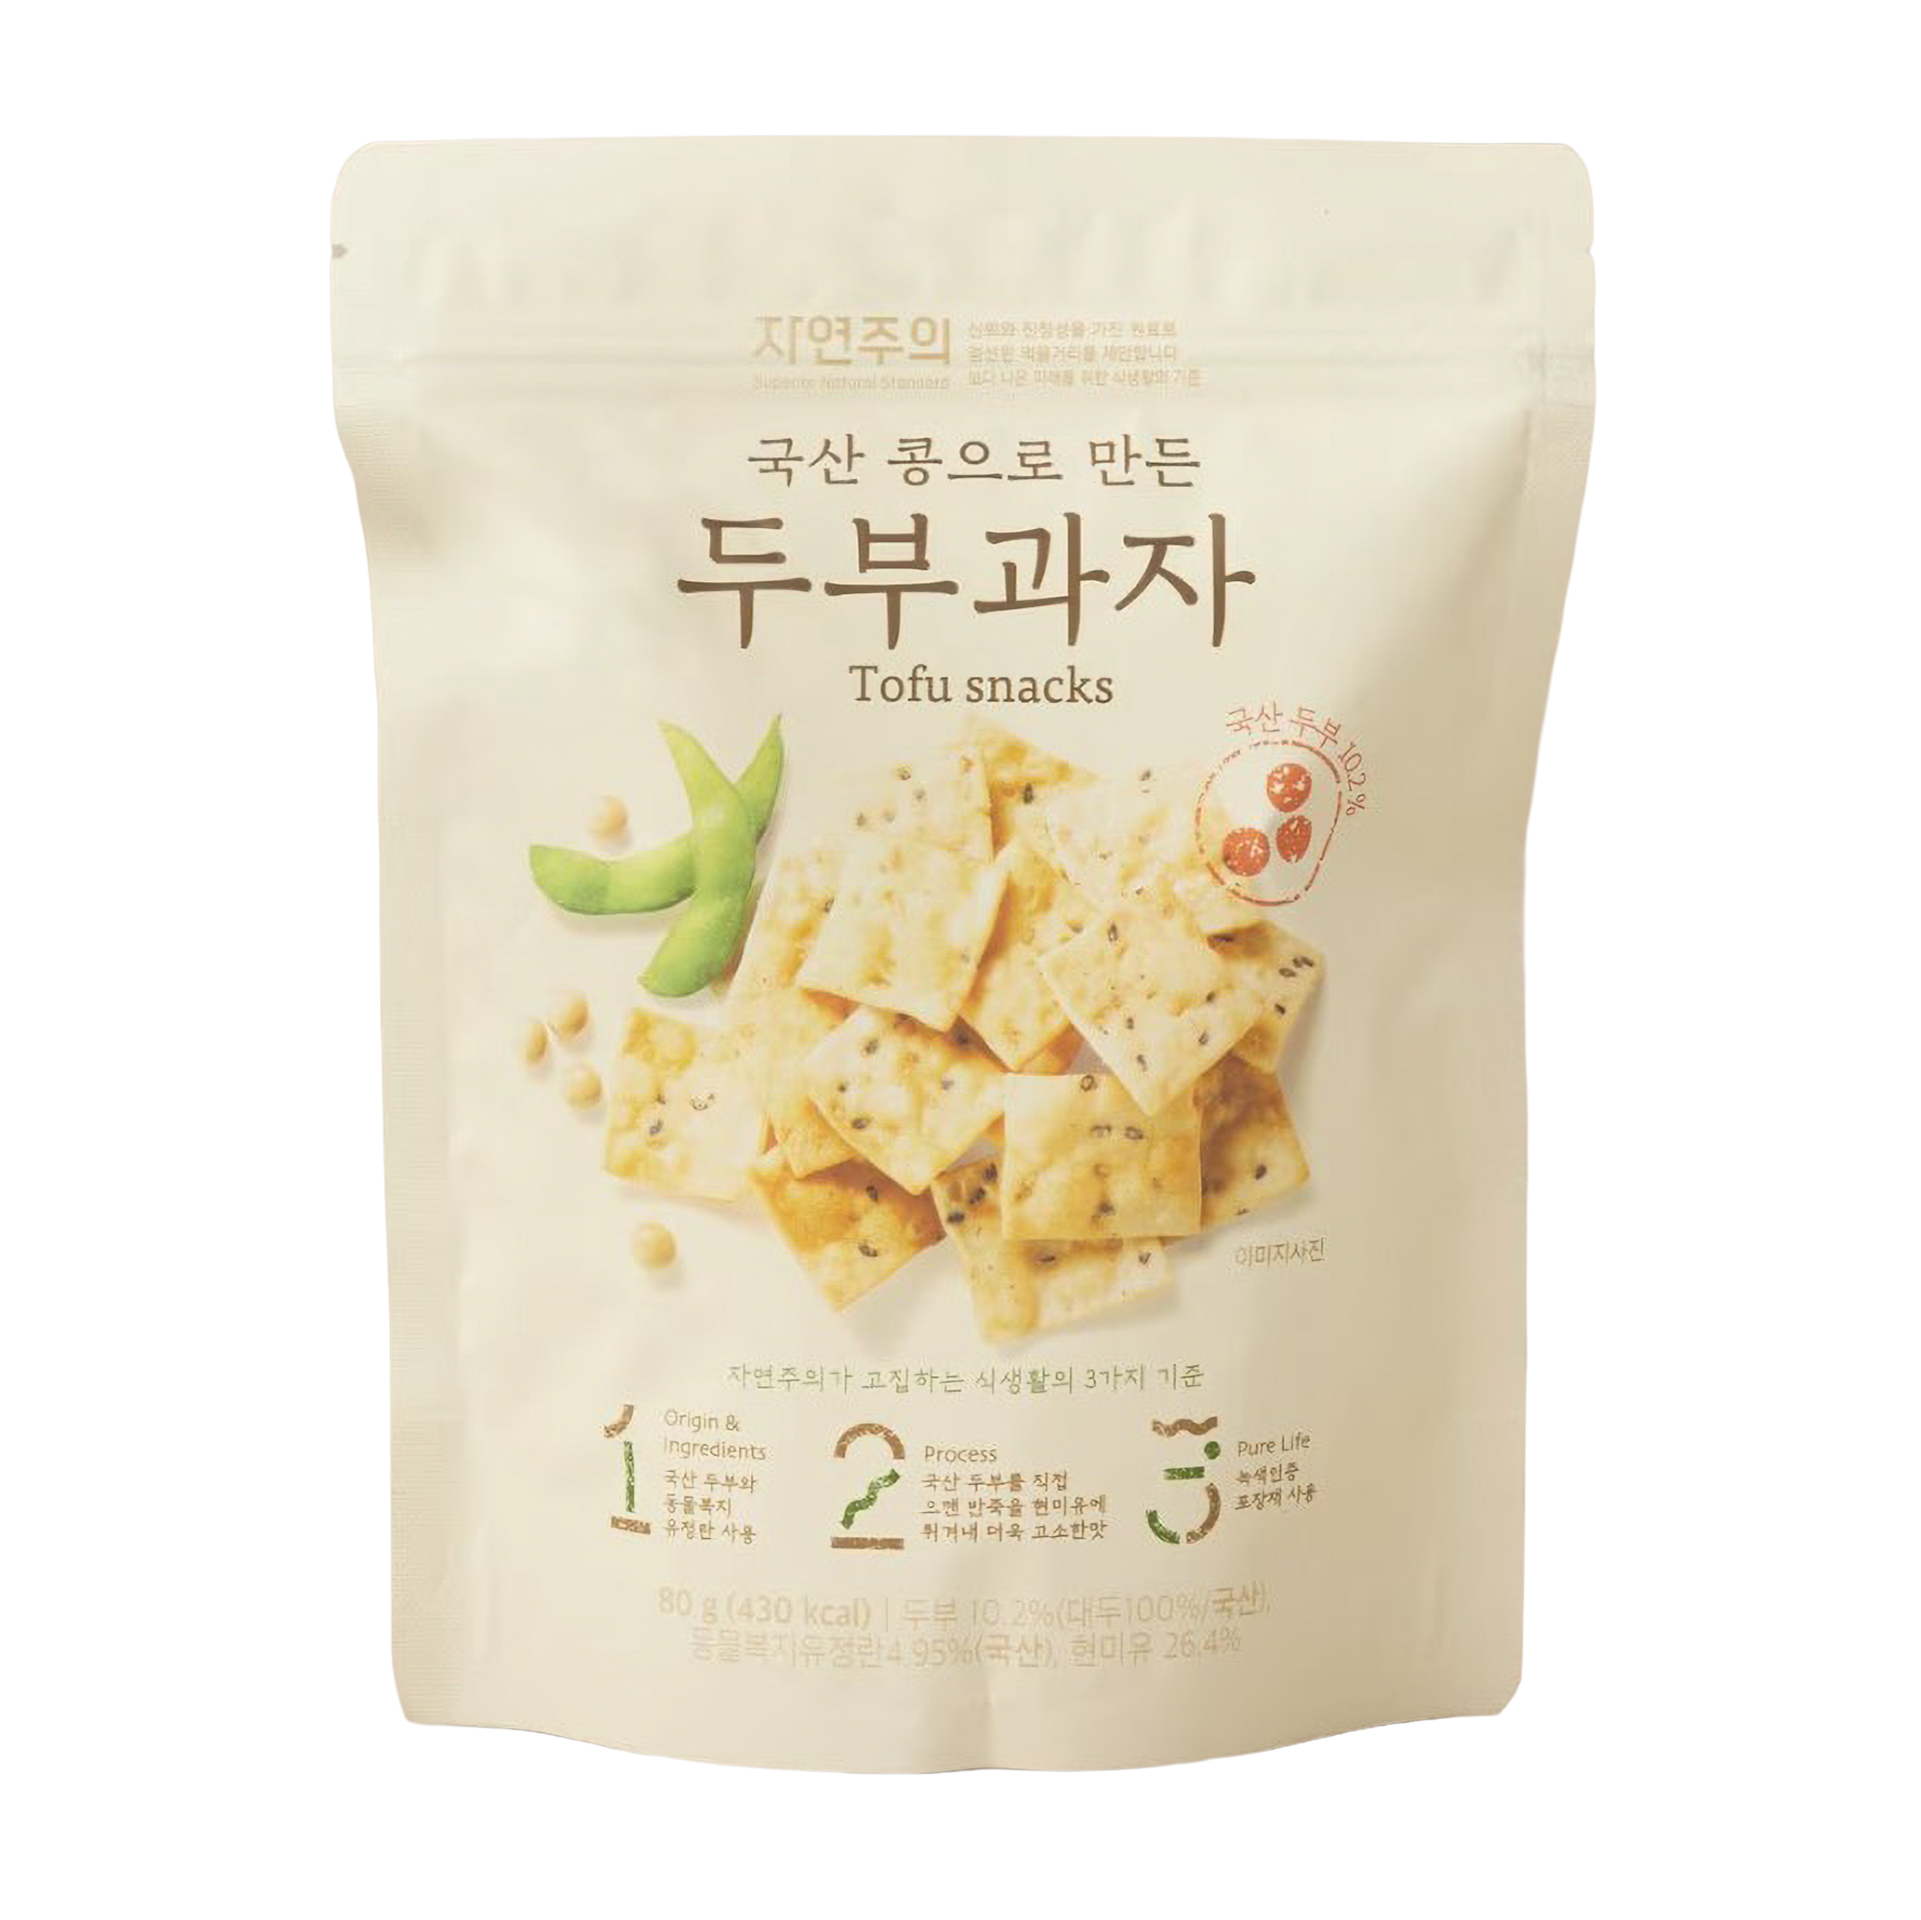 자연주의
Superior Natural Standard
신뢰와 진정성을 가진 원료로
엄선된 먹을거리를 제안합니다
보다 나은 미래를 위한 식생활의 기준
국산 콩으로 만든
두부과자
Tofu snacks
국산 두부 10.2%
이미지사진
자연주의가 고집하는 식생활의 3가지 기준
1
Origin &
Ingredients
국산 두부와
동물복지
유정란 사용
2
Process
국산 두부를 직접
으깬 반죽을 현미유에
튀겨내 더욱 고소한맛
3
Pure Life
녹색인증
포장재 사용
80 g (430 kcal) | 두부 10.2%(대두100%/국산),
동물복지유정란4.95%(국산), 현미유 26.4%